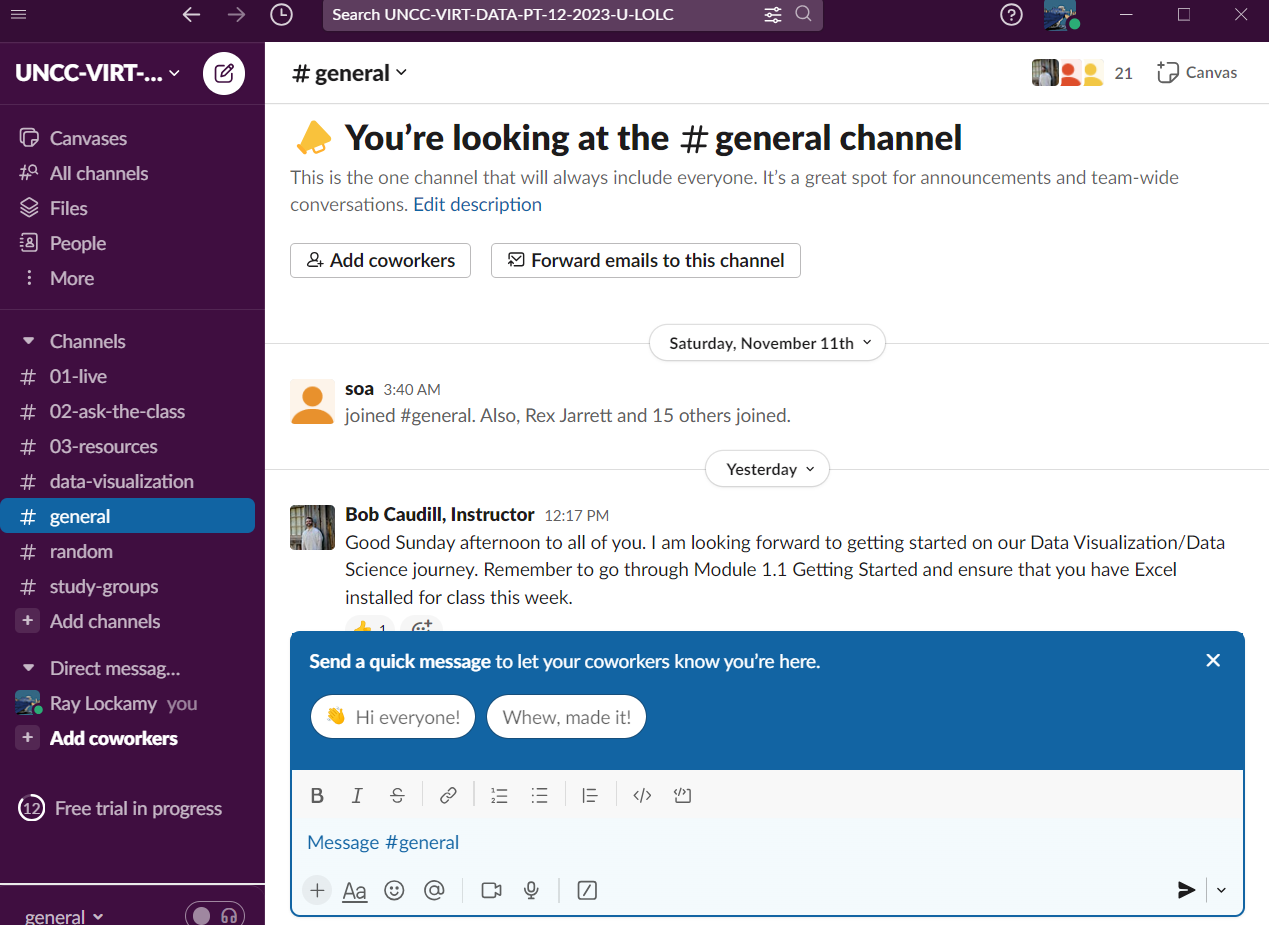 Search UNCC-VIRT-DATA-PT-12-2023-U-LOLC
UNCC-VIRT-...
Canvases
All channels
Files
People
More
Channels
# 01-live
# 02-ask-the-class
# 03-resources
# data-visualization
# general
# random
# study-groups
+ Add channels
Direct messag...
Ray Lockamy you
+ Add coworkers
12 Free trial in progress
general
# general
21
Canvas
You're looking at the # general channel
This is the one channel that will always include everyone. It's a great spot for announcements and team-wide
conversations. Edit description
Add coworkers
Forward emails to this channel
Saturday, November 11th
soa 3:40 AM
joined #general. Also, Rex Jarrett and 15 others joined.
Yesterday
Bob Caudill, Instructor 12:17 PM
Good Sunday afternoon to all of you. I am looking forward to getting started on our Data Visualization/Data
Science journey. Remember to go through Module 1.1 Getting Started and ensure that you have Excel
installed for class this week.
👍 1
Send a quick message to let your coworkers know you're here.
👋 Hi everyone!
Whew, made it!
B I S
Message #general
+ Aa @